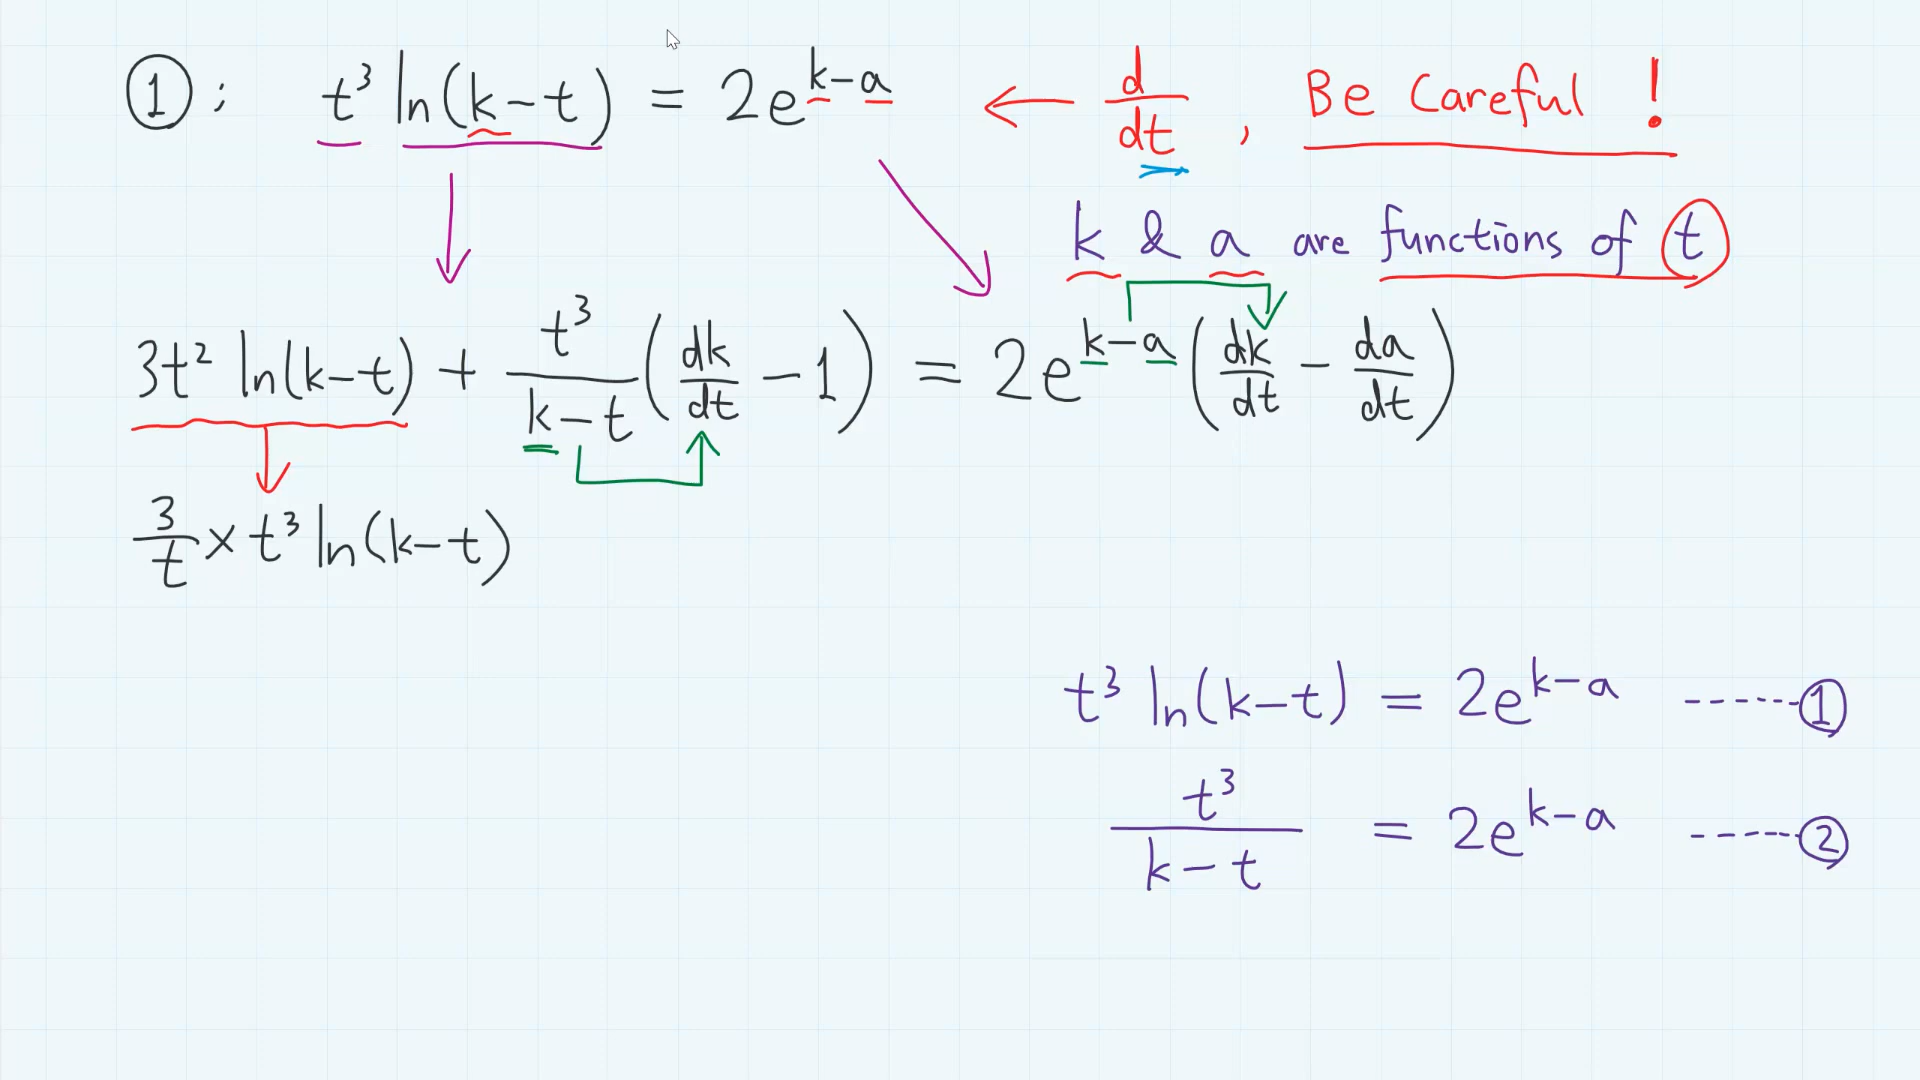 ① ; t³ ln(k-t) = 2e^(k-a) ← d/dt , Be Careful !
k & a are functions of t
3t² ln(k-t) + t³/(k-t) (dk/dt - 1) = 2e^(k-a) (dk/dt - da/dt)
3/t × t³ ln(k-t)
t³ ln(k-t) = 2e^(k-a) ------①
t³/(k-t) = 2e^(k-a) ------②